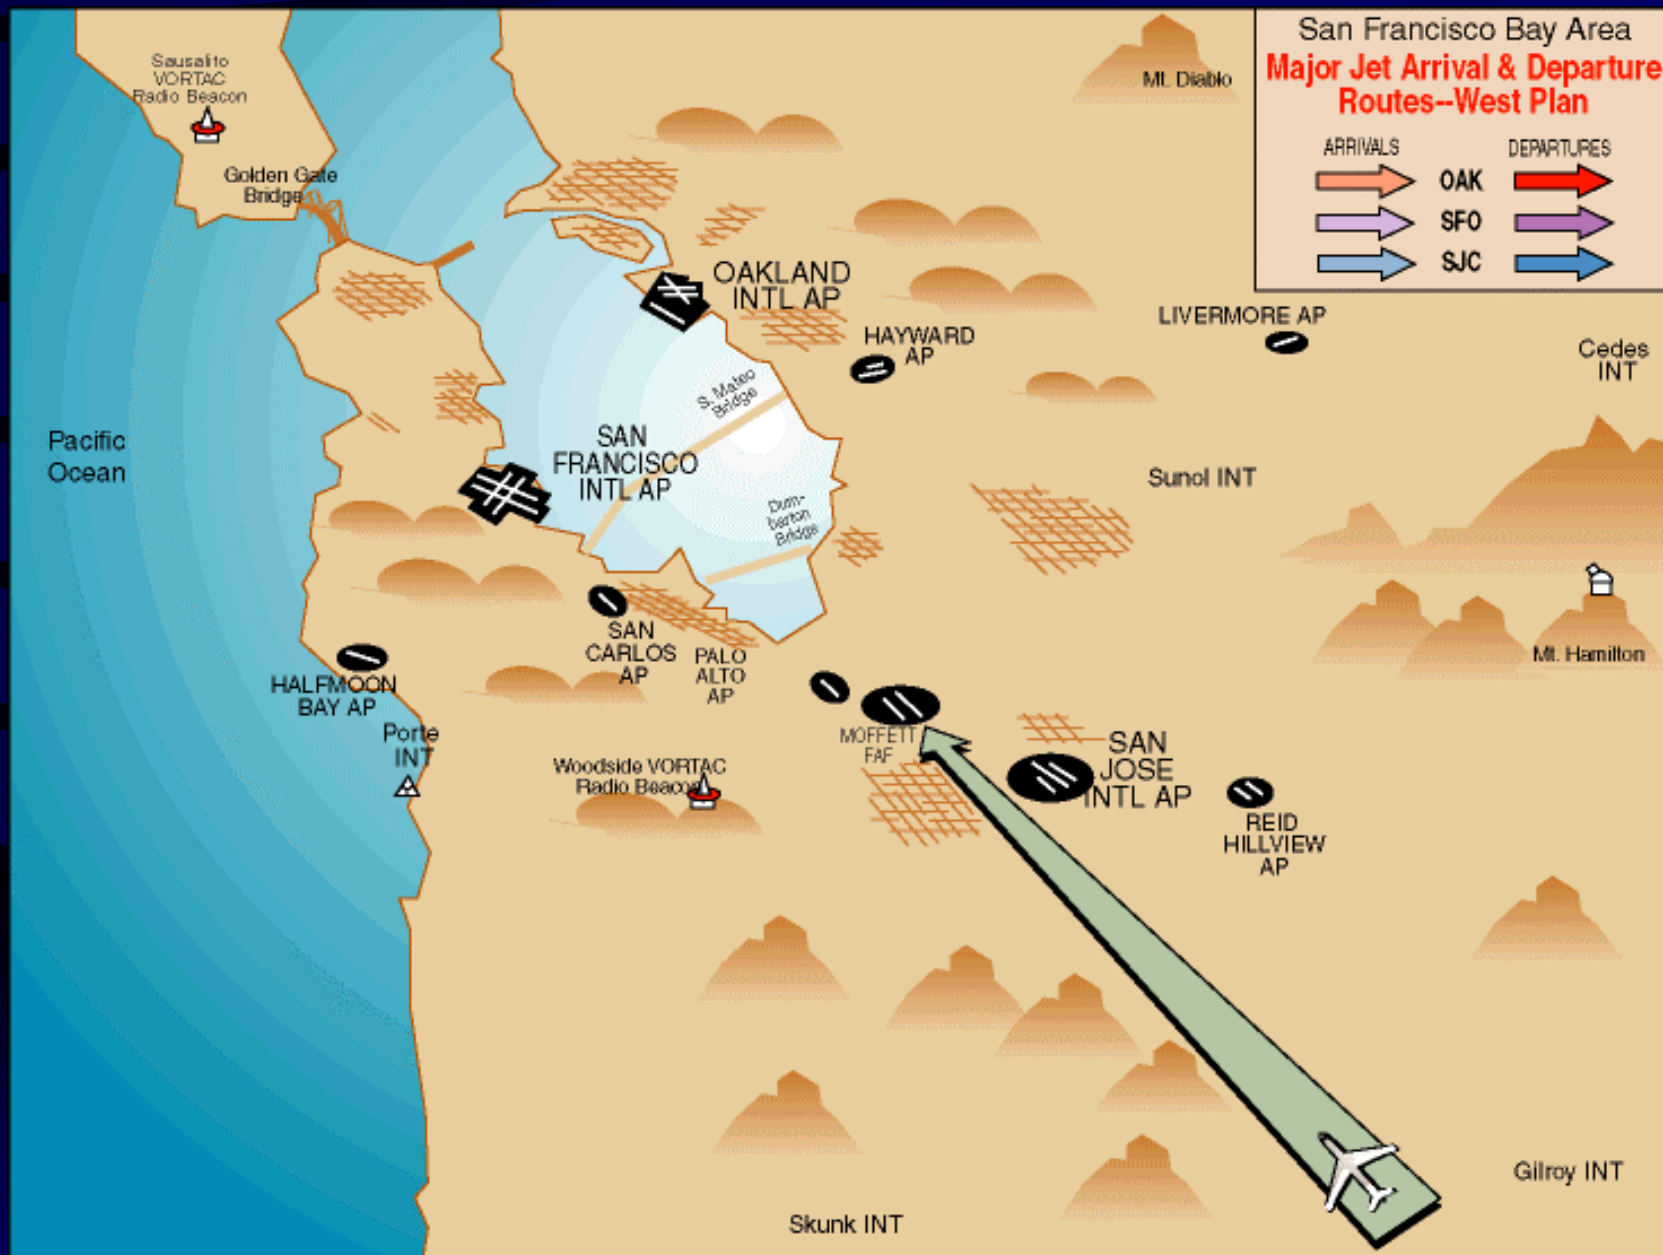 San Francisco Bay Area
Major Jet Arrival & Departure
Routes--West Plan
ARRIVALS
DEPARTURES
OAK
SFO
SJC
Sausalito
VORTAC
Radio Beacon
Mt. Diablo
Golden Gate
Bridge
OAKLAND
INTL AP
HAYWARD
AP
LIVERMORE AP
Cedes
INT
S. Mateo
Bridge
Pacific
Ocean
SAN
FRANCISCO
INTL AP
Sunol INT
Dum-
barton
Bridge
SAN
CARLOS
AP
PALO
ALTO
AP
Mt. Hamilton
HALFMOON
BAY AP
Porte
INT
MOFFETT
FAF
SAN
JOSE
INTL AP
Woodside VORTAC
Radio Beacon
REID
HILLVIEW
AP
Gilroy INT
Skunk INT